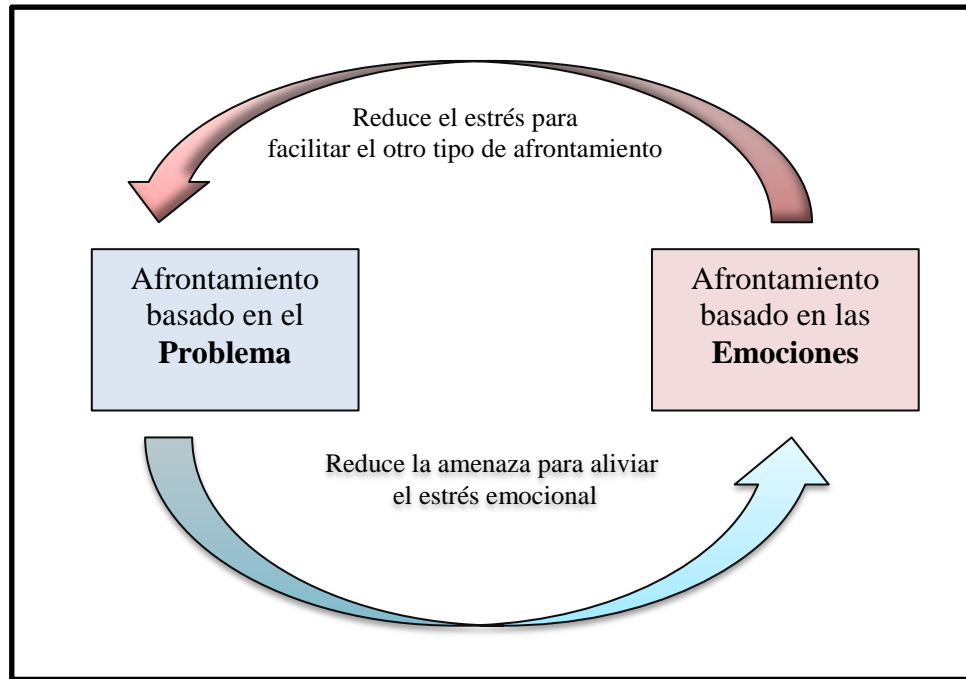 Reduce el estrés para
facilitar el otro tipo de afrontamiento
Afrontamiento
basado en el
Problema
Afrontamiento
basado en las
Emociones
Reduce la amenaza para aliviar
el estrés emocional